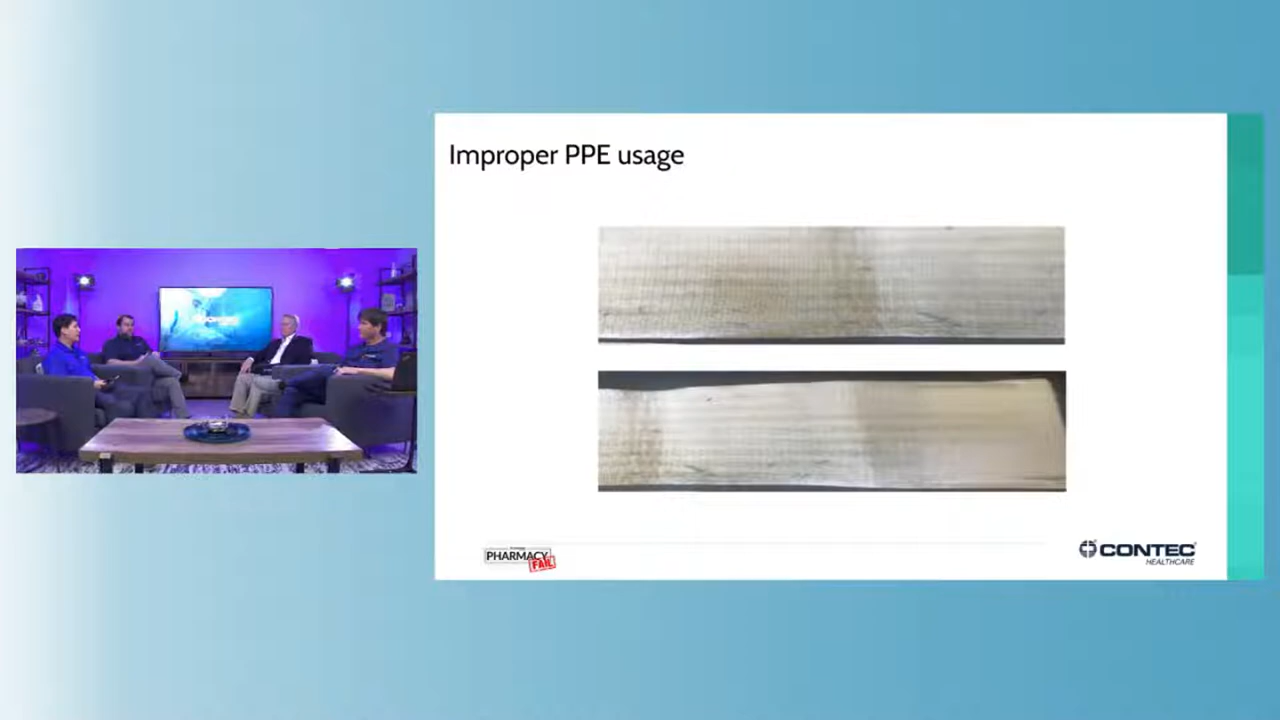 Improper PPE usage
PHARMACY
FAIL
CONTEC
HEALTHCARE